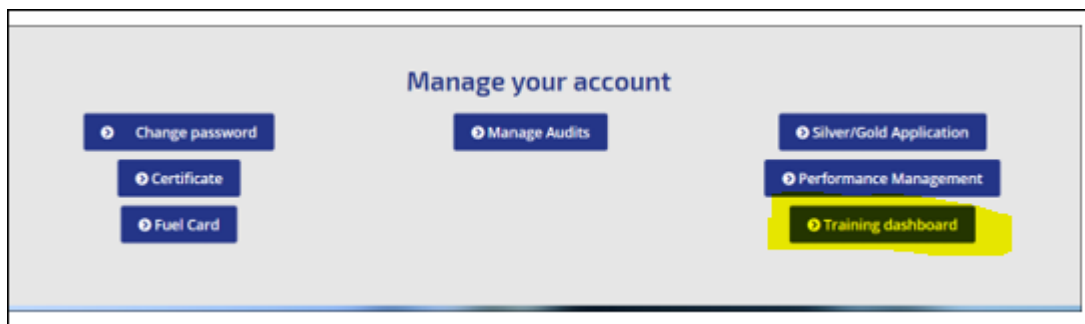 Manage your account
Change password
Manage Audits
Silver/Gold Application
Certificate
Performance Management
Fuel Card
Training dashboard